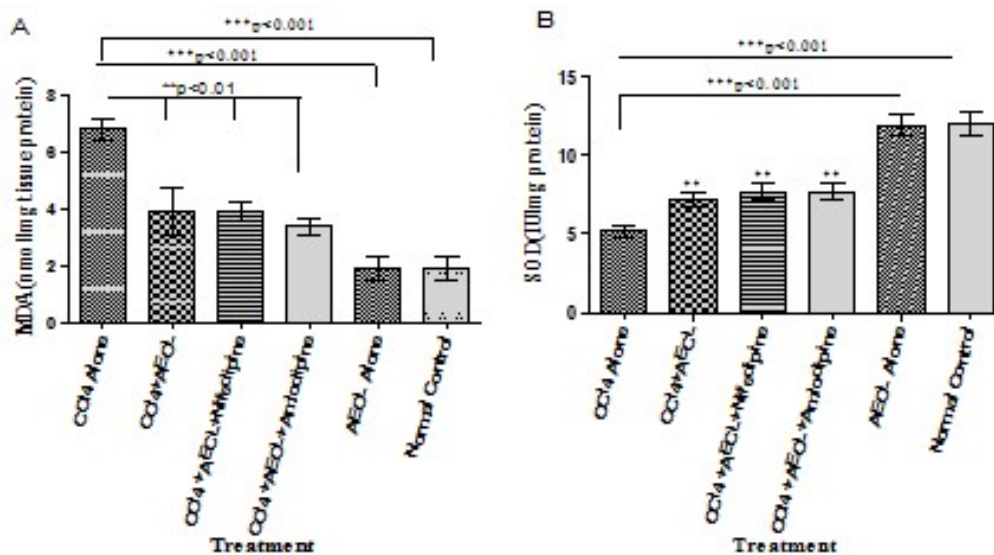 A
***p<0.001
***p<0.001
**p<0.01
MDA(nmol/mg tissue protein)
8
6
4
2
0
CCl4 Alone
CCl4+AECL
CCl4+AECL+Nifedipine
CCl4+AECL+Amlodipine
AECL- Alone
Normal Control
Treatment
B
***p<0.001
***p<0.001
SOD(IU/mg protein)
15
10
5
0
**
**
**
CCl4 Alone
CCl4+AECL
CCl4+AECL+Nifedipine
CCl4+AECL+Amlodipine
AECL- Alone
Normal Control
Treatment